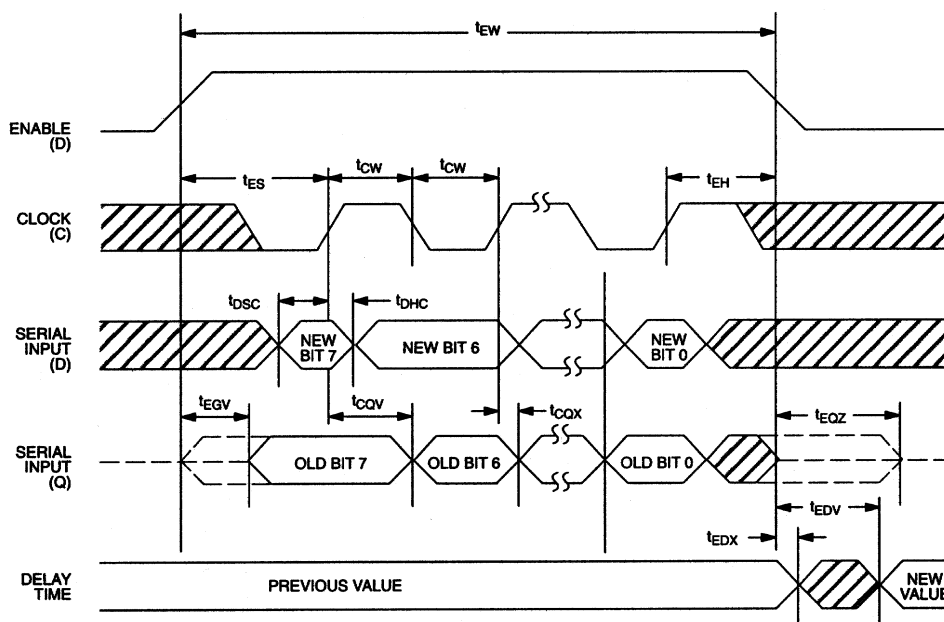 tEW
ENABLE
(D)
tES
tCW
tCW
tEH
CLOCK
(C)
tDSC
tDHC
SERIAL
INPUT
(D)
NEW
BIT 7
NEW BIT 6
NEW
BIT 0
tEGV
tCQV
tCQX
tEQZ
SERIAL
INPUT
(Q)
OLD BIT 7
OLD BIT 6
OLD BIT 0
tEDV
tEDX
DELAY
TIME
PREVIOUS VALUE
NEW
VALUE